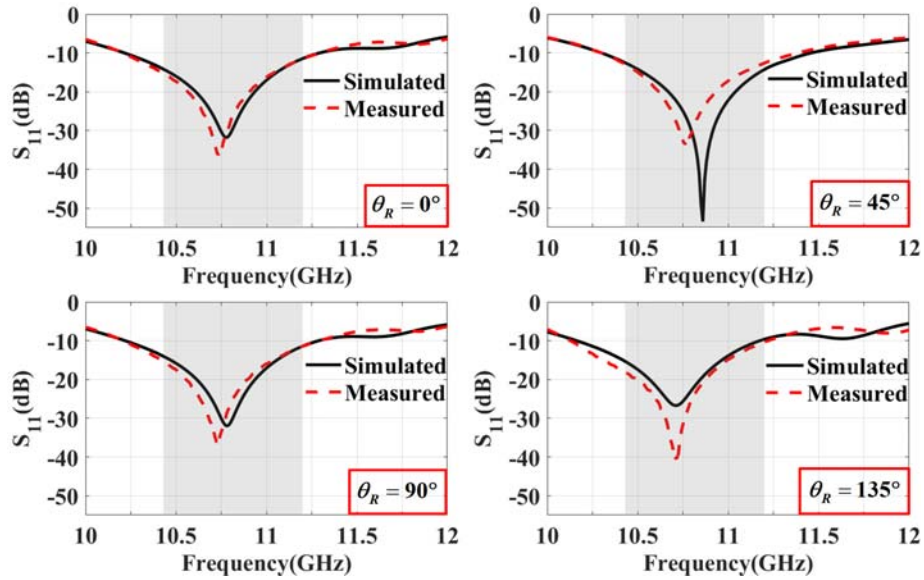 0
-10
-20
-30
-40
-50
S11(dB)
Simulated
Measured
θR = 0°
10 10.5 11 11.5 12
Frequency(GHz)
0
-10
-20
-30
-40
-50
S11(dB)
Simulated
Measured
θR = 45°
10 10.5 11 11.5 12
Frequency(GHz)
0
-10
-20
-30
-40
-50
S11(dB)
Simulated
Measured
θR = 90°
10 10.5 11 11.5 12
Frequency(GHz)
0
-10
-20
-30
-40
-50
S11(dB)
Simulated
Measured
θR = 135°
10 10.5 11 11.5 12
Frequency(GHz)